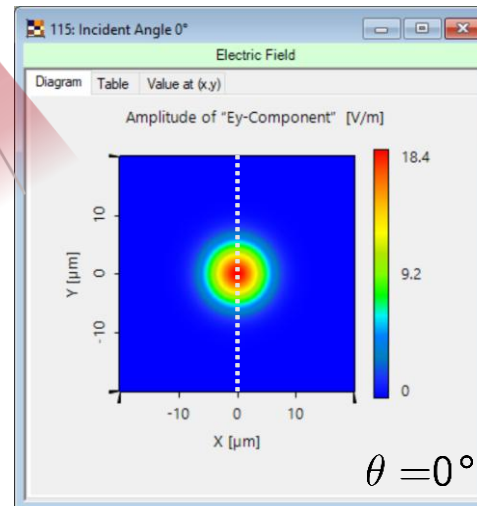 115: Incident Angle 0°
Electric Field
Diagram Table Value at (x,y)
Amplitude of "Ey-Component" [V/m]
18.4
9.2
0
10
0
-10
Y [µm]
-10 0 10
X [µm]
θ =0°